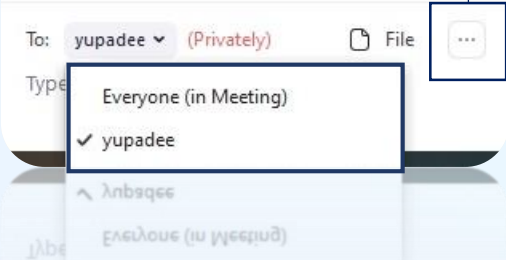 To: yupadee (Privately) File ...
Type
Everyone (in Meeting)
✓ yupadee